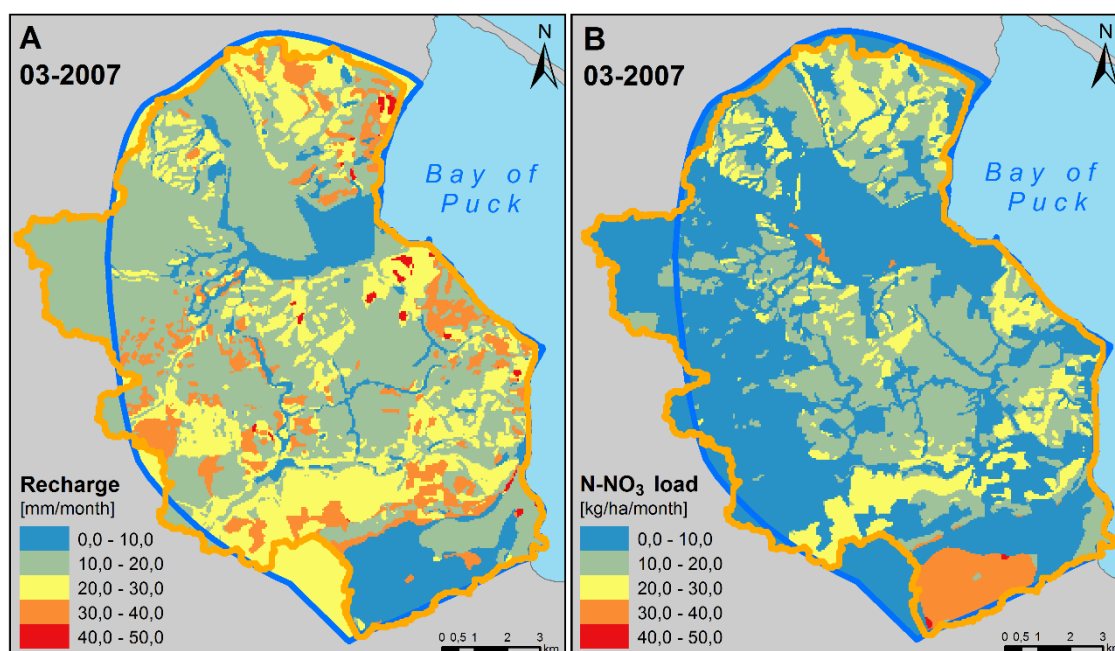 A
03-2007
N
Bay of
Puck
Recharge
[mm/month]
0,0 - 10,0
10,0 - 20,0
20,0 - 30,0
30,0 - 40,0
40,0 - 50,0
0 0,5 1 2 3
km
B
03-2007
N
Bay of
Puck
N-NO₃ load
[kg/ha/month]
0,0 - 10,0
10,0 - 20,0
20,0 - 30,0
30,0 - 40,0
40,0 - 50,0
0 0,5 1 2 3
km